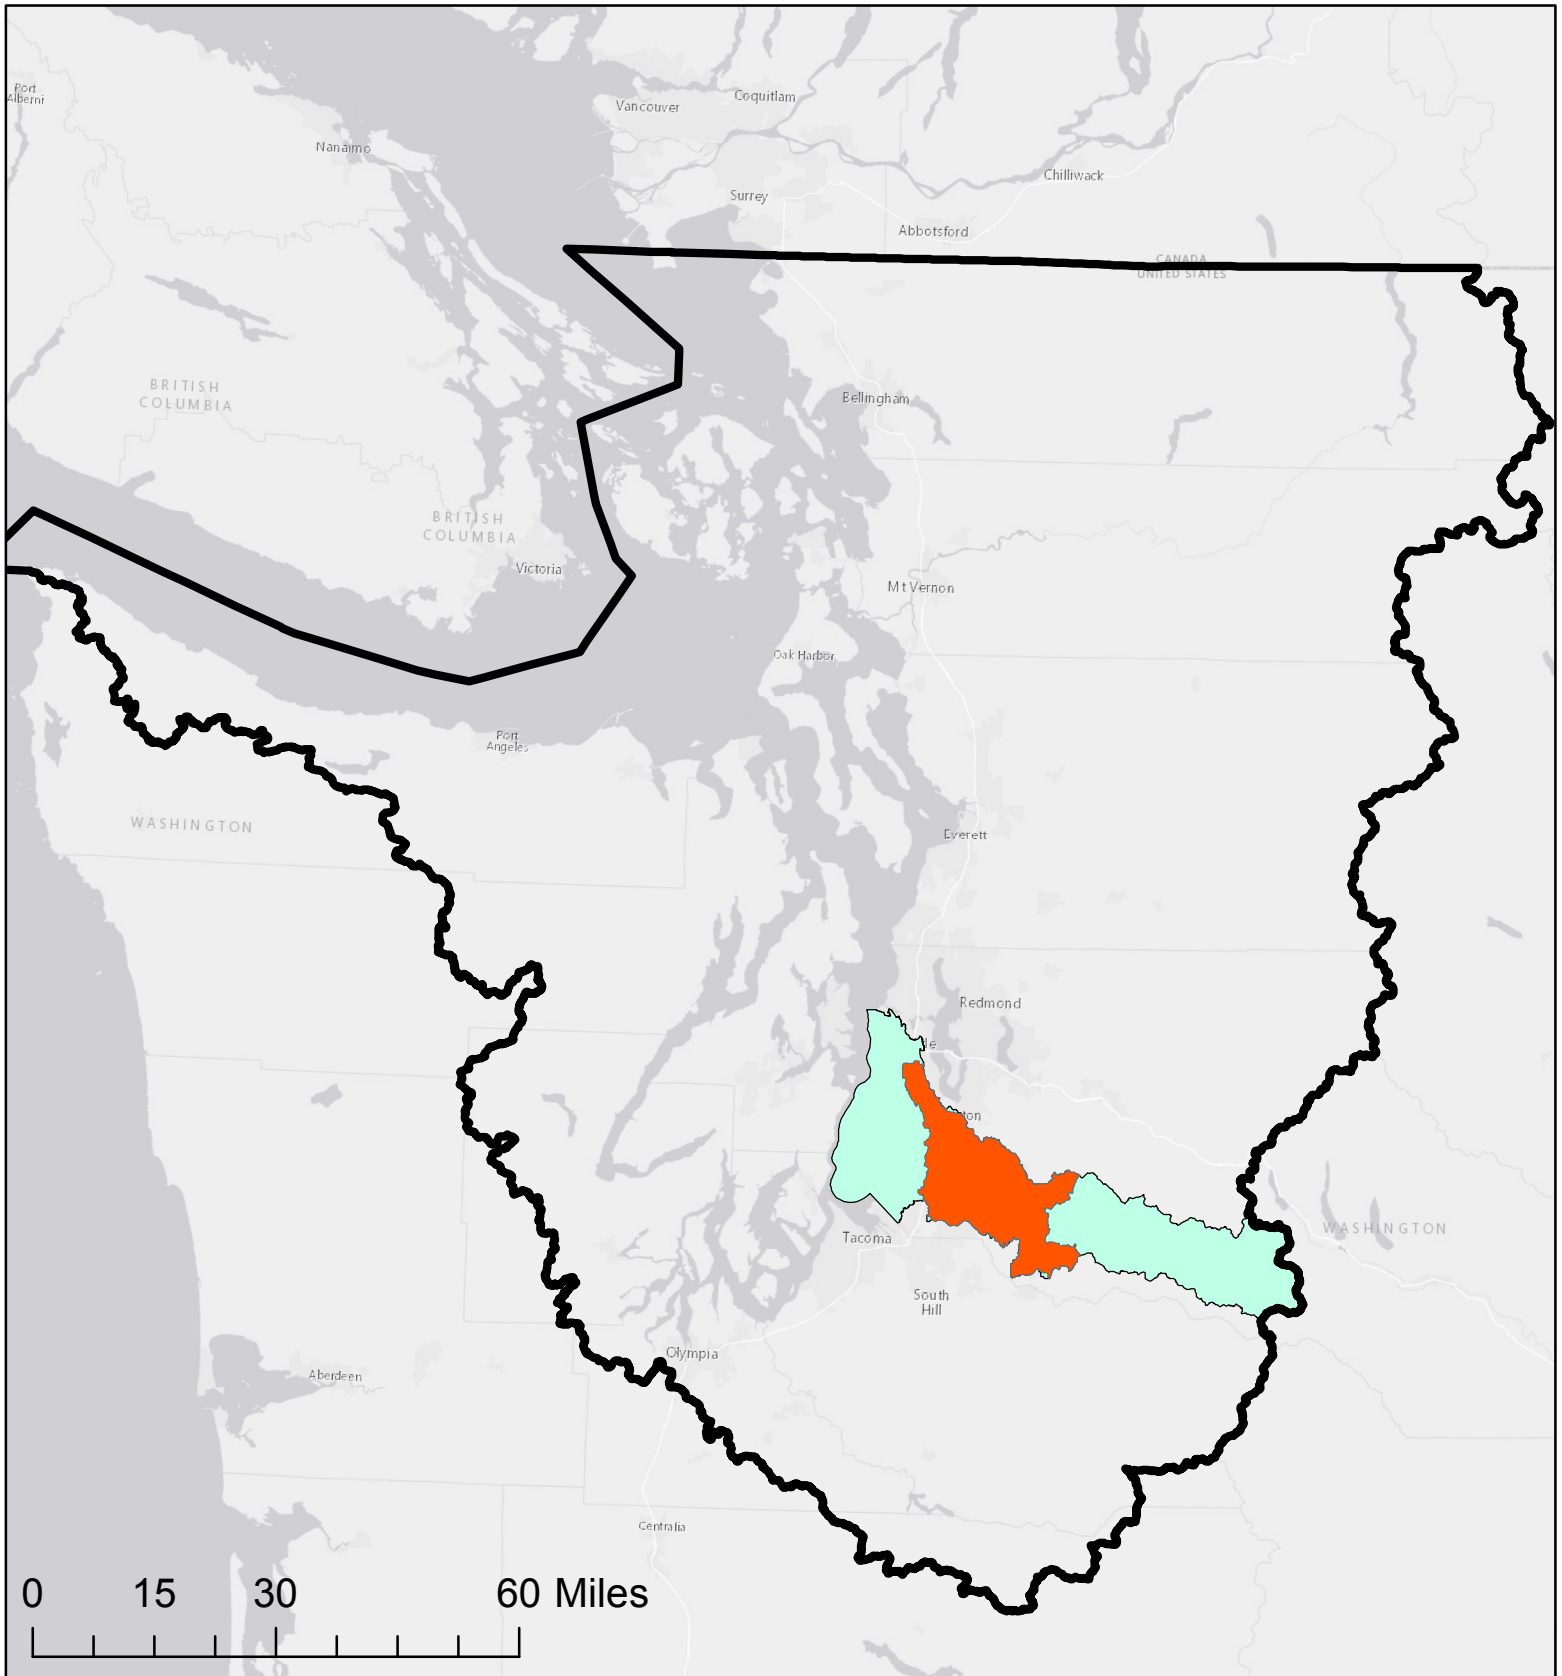 Port
Alberni
Vancouver
Coquitlam
Nanaimo
Chilliwack
Surrey
Abbotsford
CANADA
UNITED STATES
BRITISH
COLUMBIA
Bellingham
BRITISH
COLUMBIA
Victoria
Mt Vernon
Oak Harbor
Port
Angeles
WASHINGTON
Everett
Redmond
le
ton
WASHINGTON
Tacoma
South
Hill
Olympia
Aberdeen
Centralia
0 15 30 60 Miles